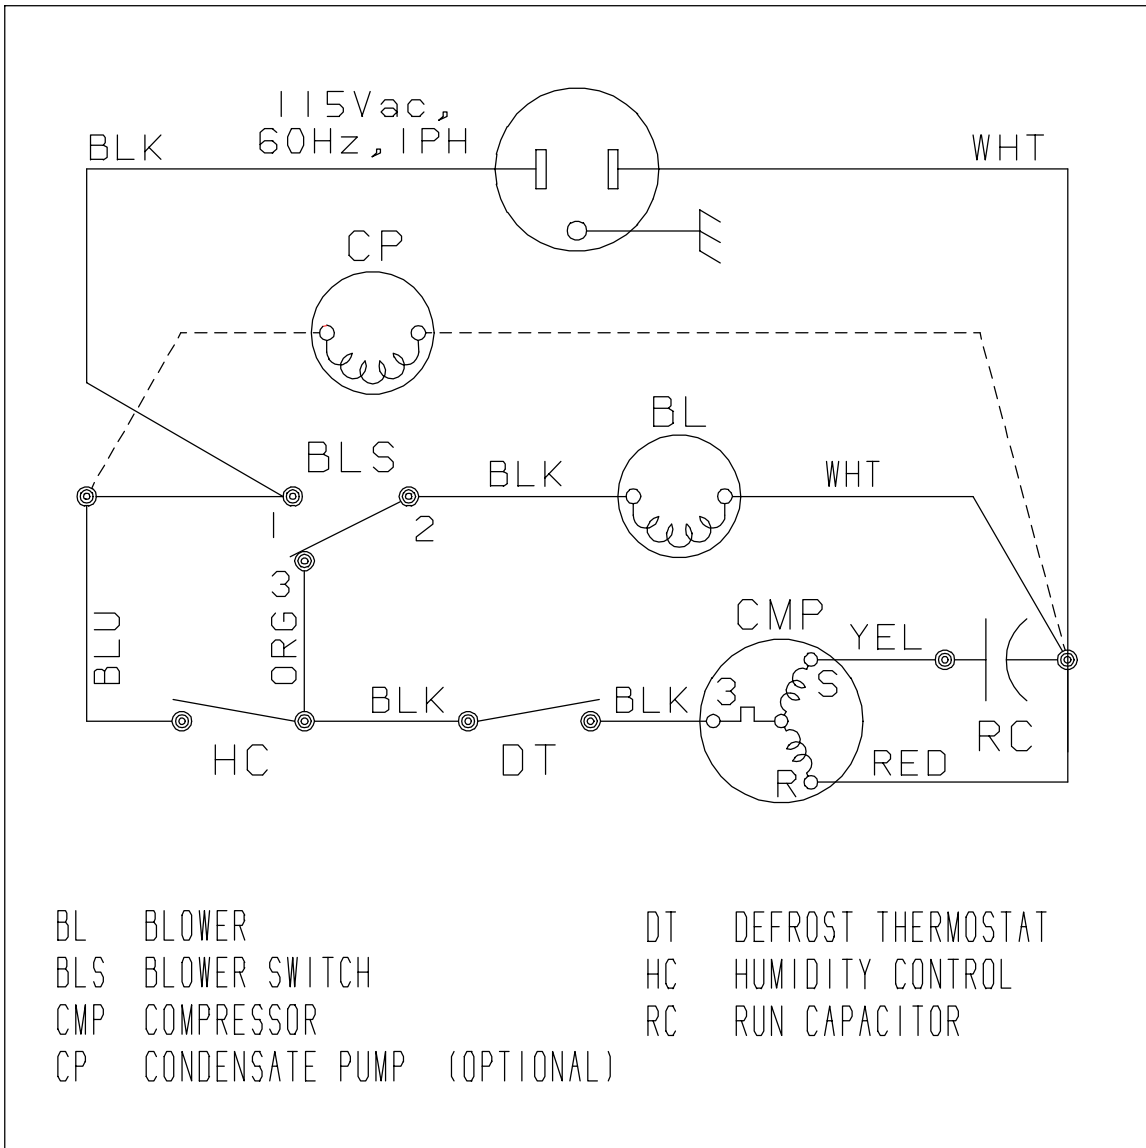 115Vac,
60Hz, 1PH
BLK
WHT
CP
BL
BLS
BLK
WHT
1
2
3
BLU
ORG
CMP
YEL
BLK
BLK
3
S
HC
DT
R
RED
RC
BL BLOWER
BLS BLOWER SWITCH
CMP COMPRESSOR
CP CONDENSATE PUMP (OPTIONAL)
DT DEFROST THERMOSTAT
HC HUMIDITY CONTROL
RC RUN CAPACITOR